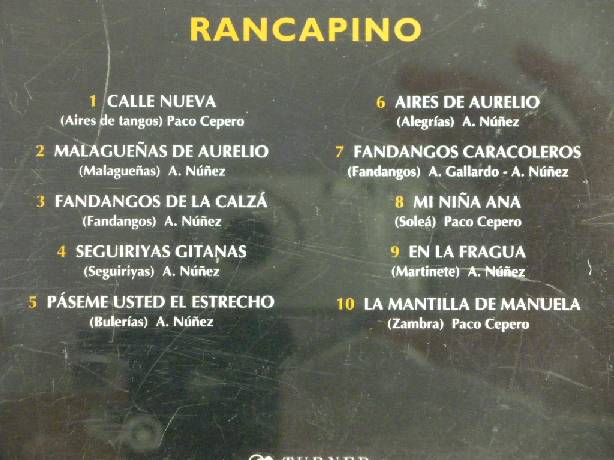 RANCAPINO
1 CALLE NUEVA
(Aires de tangos) Paco Cepero
2 MALAGUEÑAS DE AURELIO
(Malagueñas) A. Núñez
3 FANDANGOS DE LA CALZÁ
(Fandangos) A. Núñez
4 SEGUIRIYAS GITANAS
(Seguiriyas) A. Núñez
5 PÁSEME USTED EL ESTRECHO
(Bulerías) A. Núñez
6 AIRES DE AURELIO
(Alegrías) A. Núñez
7 FANDANGOS CARACOLEROS
(Fandangos) A. Gallardo - A. Núñez
8 MI NIÑA ANA
(Soleá) Paco Cepero
9 EN LA FRAGUA
(Martinete) A. Núñez
10 LA MANTILLA DE MANUELA
(Zambra) Paco Cepero
TURNER